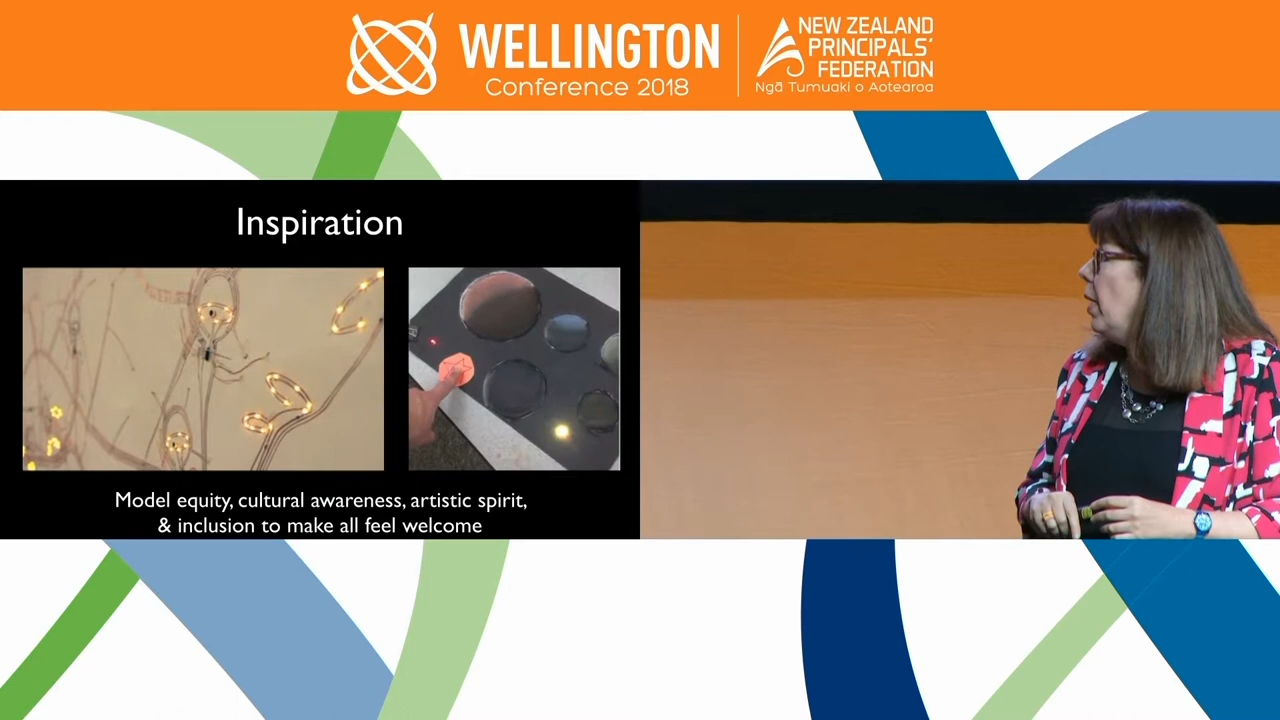 WELLINGTON
Conference 2018
NEW ZEALAND
PRINCIPALS'
FEDERATION
Ngā Tumuaki o Aotearoa
Inspiration
Model equity, cultural awareness, artistic spirit,
& inclusion to make all feel welcome